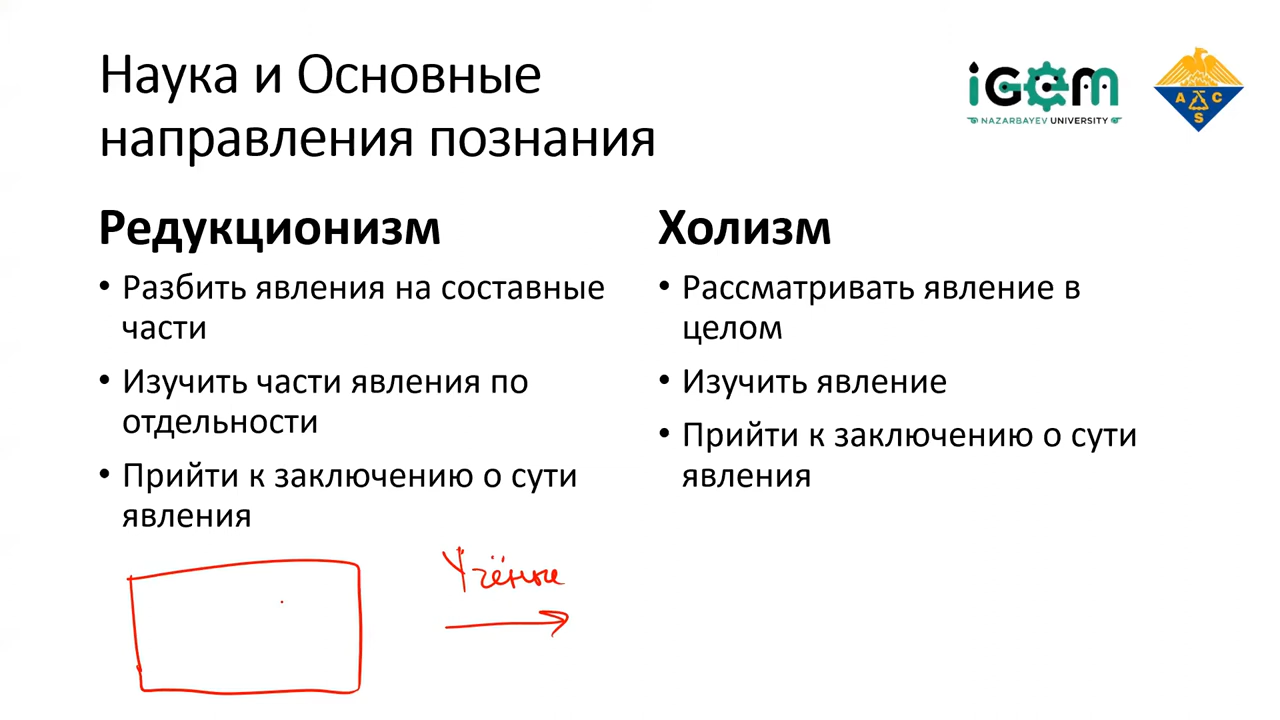 Наука и Основные
направления познания
iGEM
NAZARBAYEV UNIVERSITY
A C
S
Редукционизм
• Разбить явления на составные
части
• Изучить части явления по
отдельности
• Прийти к заключению о сути
явления
Холизм
• Рассматривать явление в
целом
• Изучить явление
• Прийти к заключению о сути
явления
Учёные